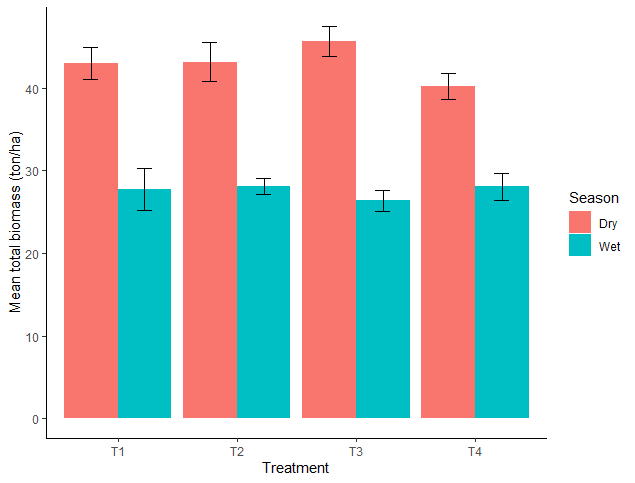 Mean total biomass (ton/ha)
40
30
20
10
0
T1 T2 T3 T4
Treatment
Season
Dry
Wet